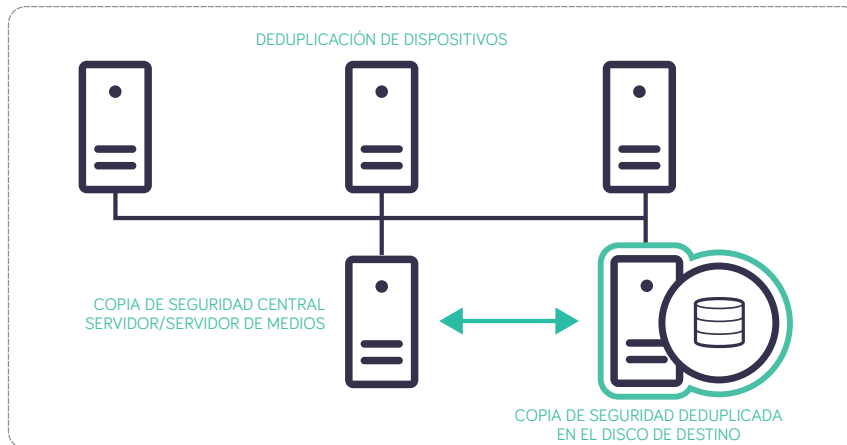 DEDUPLICACIÓN DE DISPOSITIVOS
COPIA DE SEGURIDAD CENTRAL
SERVIDOR/SERVIDOR DE MEDIOS
COPIA DE SEGURIDAD DEDUPLICADA
EN EL DISCO DE DESTINO